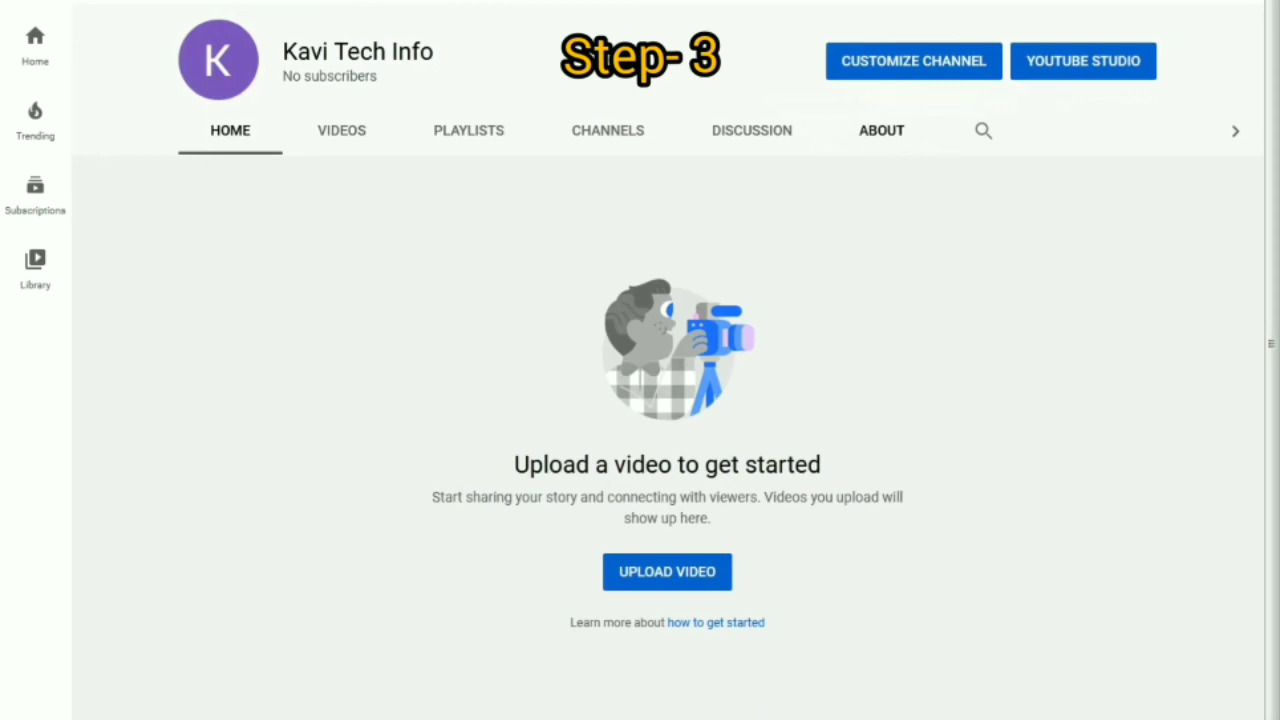 Home
Trending
Subscriptions
Library
K
Kavi Tech Info
No subscribers
Step- 3
CUSTOMIZE CHANNEL
YOUTUBE STUDIO
HOME VIDEOS PLAYLISTS CHANNELS DISCUSSION ABOUT
Upload a video to get started
Start sharing your story and connecting with viewers. Videos you upload will
show up here.
UPLOAD VIDEO
Learn more about how to get started